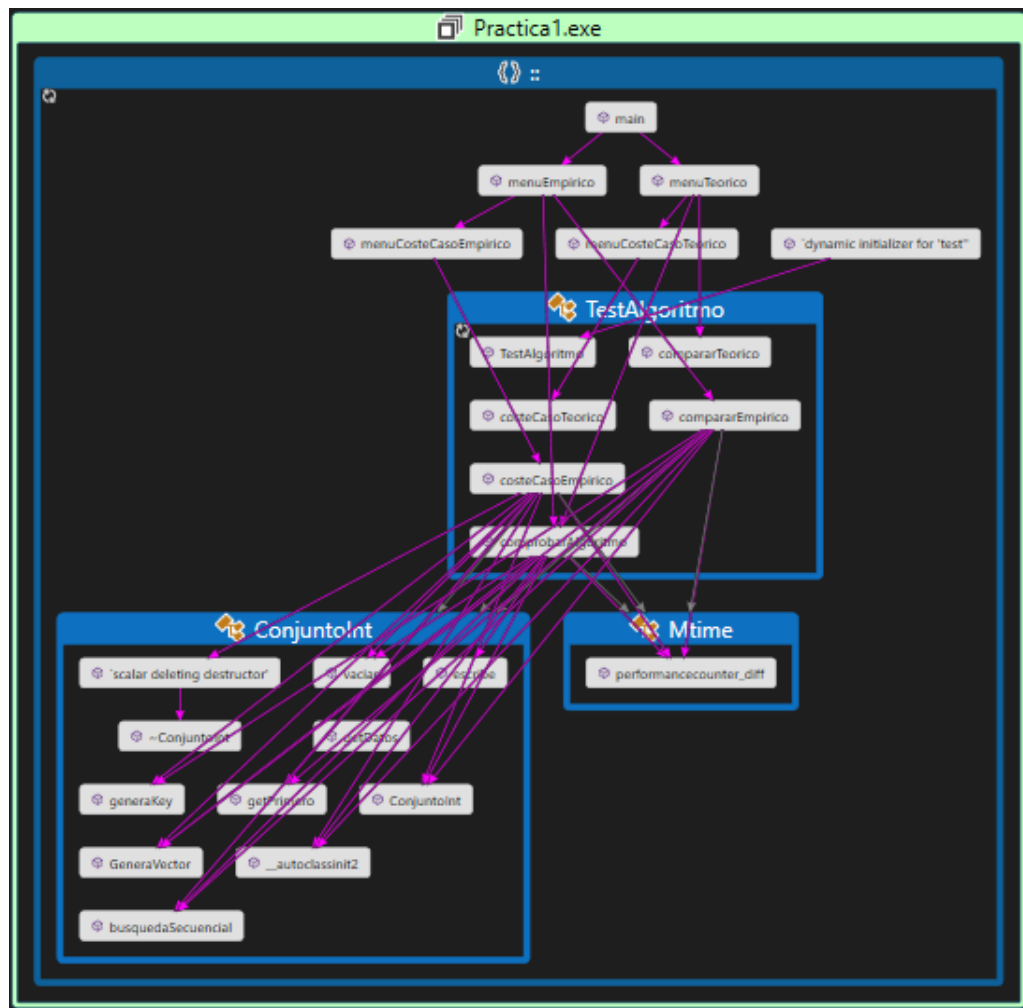 Practica1.exe
::
main
menuEmpirico
menuTeorico
menuCosteCasoEmpirico
menuCosteCasoTeorico
`dynamic initializer for 'test''
TestAlgoritmo
TestAlgoritmo
compararTeorico
costeCasoTeorico
compararEmpirico
costeCasoEmpirico
comprobarAlgoritmo
ConjuntoInt
Mtime
`scalar deleting destructor'
vaciar
escribe
performancecounter_diff
~ConjuntoInt
getDatos
generaKey
getPrimero
ConjuntoInt
GeneraVector
__autoclassinit2
busquedaSecuencial